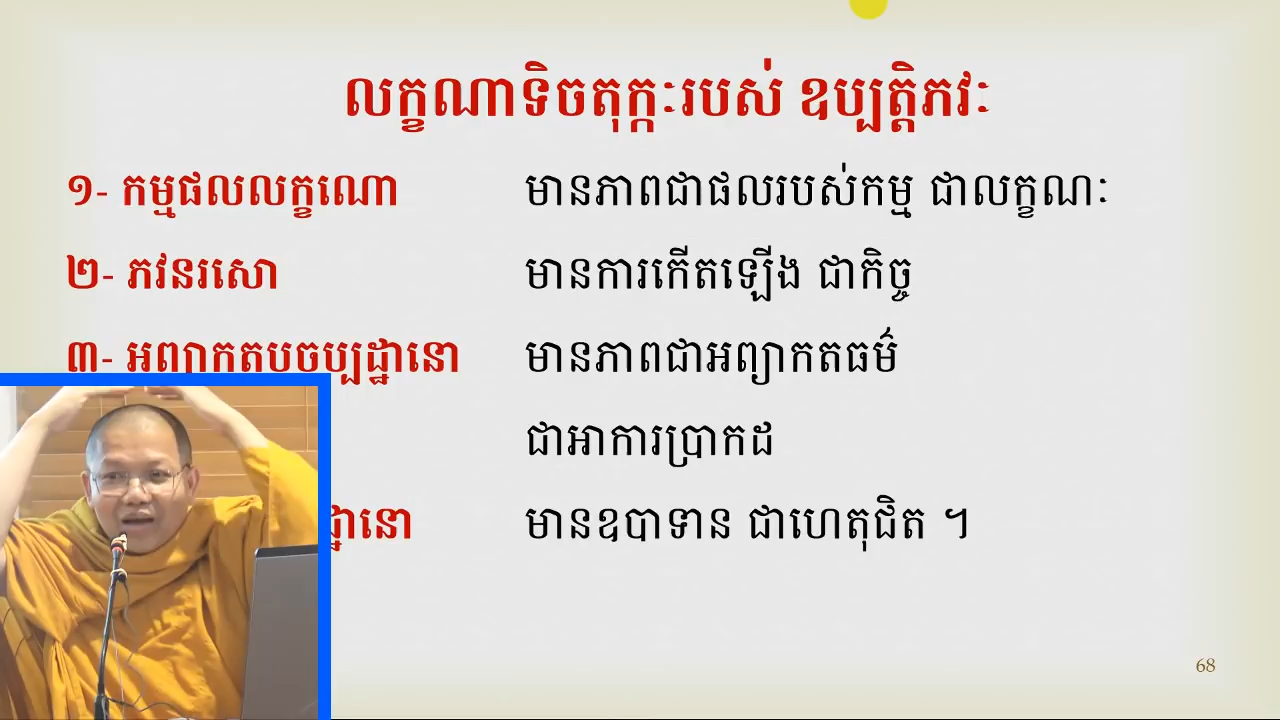 លក្ខណាទិចតុក្កៈរបស់ ឧប្បត្តិភវៈ
១- កម្មផលលក្ខណោ មានភាពជាផលរបស់កម្ម ជាលក្ខណៈ
២- ភវនរសោ មានការកើតឡើង ជាកិច្ច
៣- អព្យាកតបចប្បដ្ឋានោ មានភាពជាអព្យាកតធម៌
ជាអាការប្រាកដ
មានឧបាទាន ជាហេតុជិត ។
68